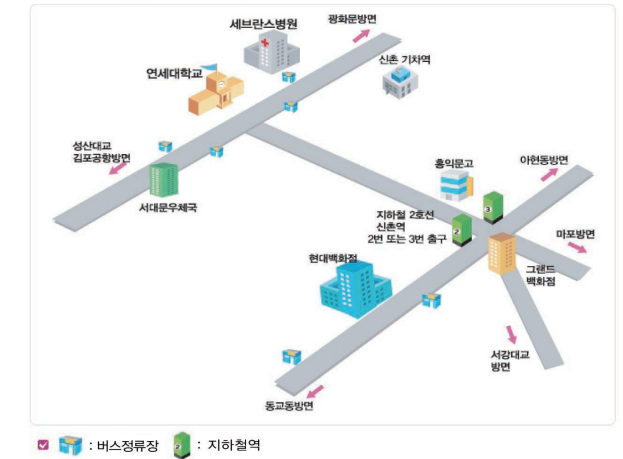 세브란스병원
광화문방면
연세대학교
신촌 기차역
성산대교
김포공항방면
서대문우체국
홍익문고
아현동방면
지하철 2호선
신촌역
2번 또는 3번 출구
3
2
마포방면
현대백화점
그랜드
백화점
서강대교
방면
동교동방면
: 버스정류장
2
: 지하철역